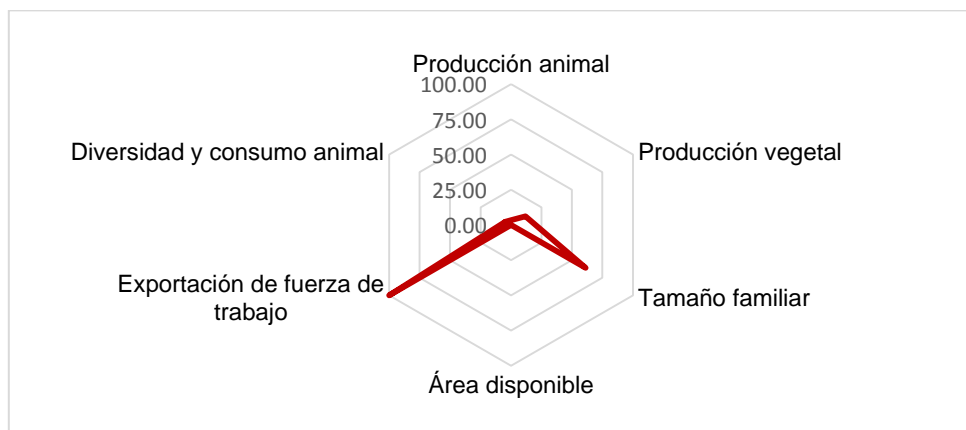 Producción animal
100.00
75.00
50.00
25.00
0.00
Diversidad y consumo animal
Producción vegetal
Exportación de fuerza de
trabajo
Tamaño familiar
Área disponible